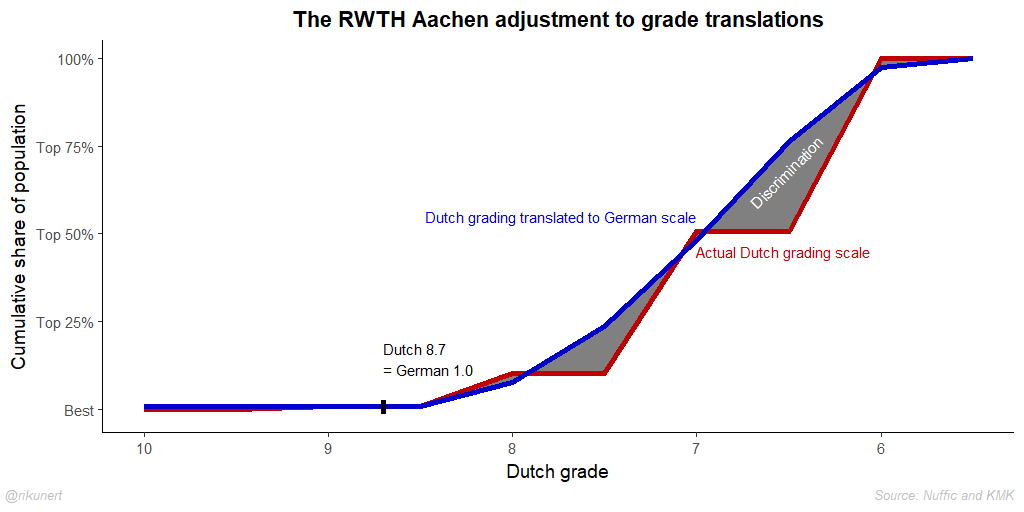 The RWTH Aachen adjustment to grade translations
Cumulative share of population
100%
Top 75%
Top 50%
Top 25%
Best
Discrimination
Dutch grading translated to German scale
Actual Dutch grading scale
Dutch 8.7
= German 1.0
10 9 8 7 6
Dutch grade
@rikunert
Source: Nuffic and KMK